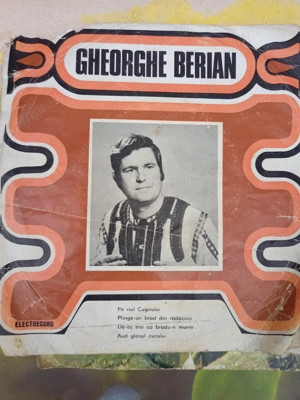 GHEORGHE BERIAN
Pe rîul Cugirului
Plînge-un brad din rădăcină
De-aș trăi ca bradu-n munte
Aud glasul cucului
ELECTRECORD